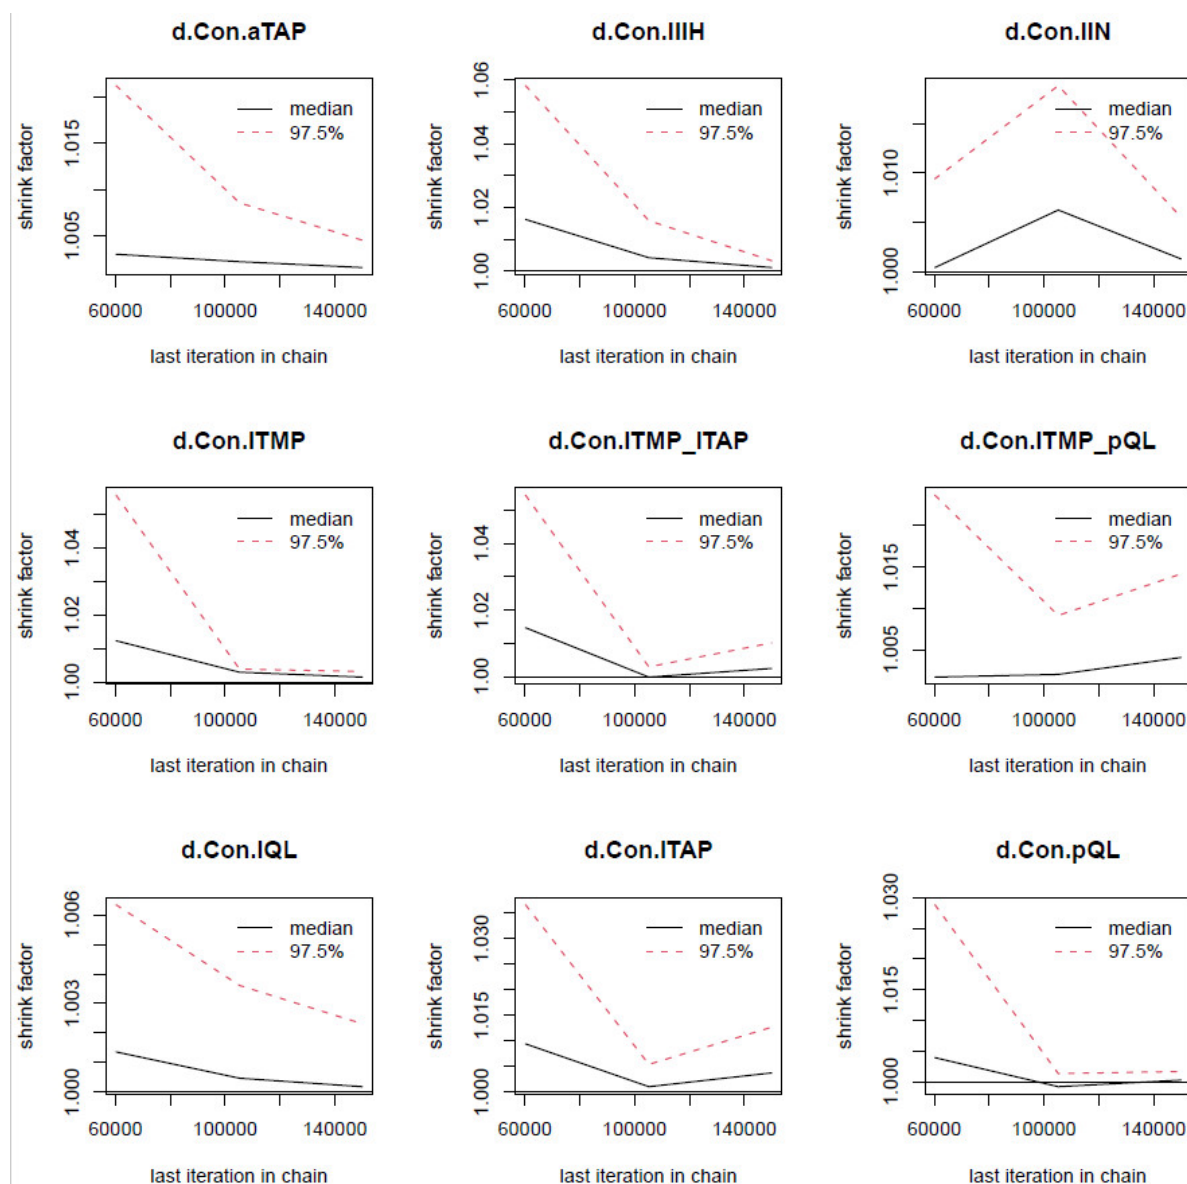 d.Con.aTAP
shrink factor
1.005
1.015
median
97.5%
60000
100000
140000
last iteration in chain
d.Con.IIIH
shrink factor
1.00
1.02
1.04
1.06
median
97.5%
60000
100000
140000
last iteration in chain
d.Con.IIN
shrink factor
1.000
1.010
median
97.5%
60000
100000
140000
last iteration in chain
d.Con.ITMP
shrink factor
1.00
1.02
1.04
median
97.5%
60000
100000
140000
last iteration in chain
d.Con.ITMP_ITAP
shrink factor
1.00
1.02
1.04
median
97.5%
60000
100000
140000
last iteration in chain
d.Con.ITMP_pQL
shrink factor
1.005
1.015
median
97.5%
60000
100000
140000
last iteration in chain
d.Con.IQL
shrink factor
1.000
1.003
1.006
median
97.5%
60000
100000
140000
last iteration in chain
d.Con.ITAP
shrink factor
1.000
1.015
1.030
median
97.5%
60000
100000
140000
last iteration in chain
d.Con.pQL
shrink factor
1.000
1.015
1.030
median
97.5%
60000
100000
140000
last iteration in chain